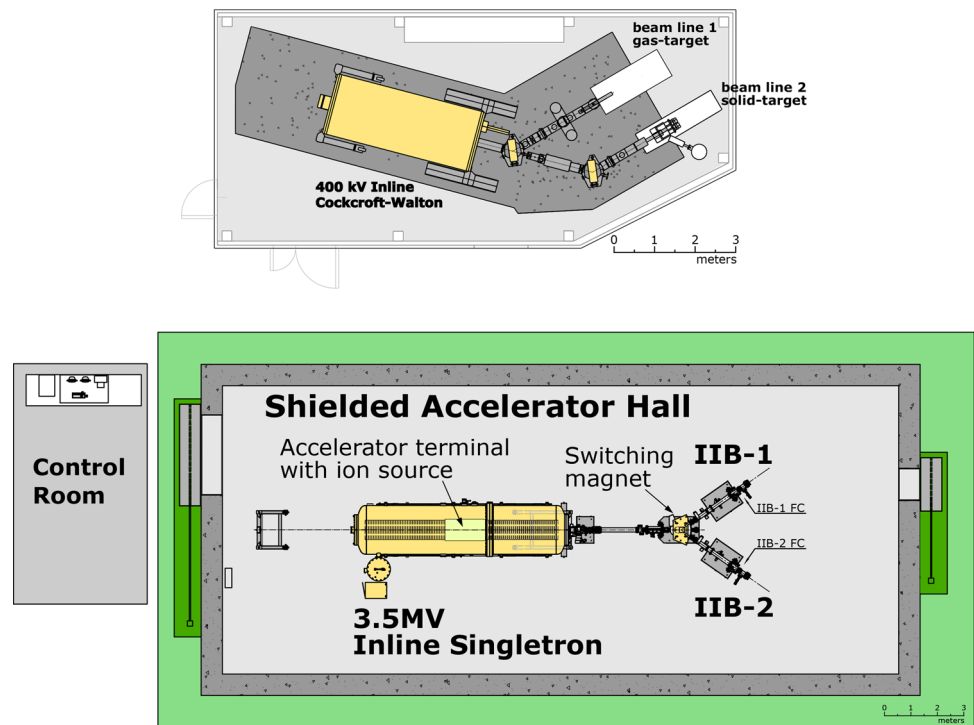 beam line 1
gas-target
beam line 2
solid-target
400 kV Inline
Cockcroft-Walton
0 1 2 3
meters
Control
Room
Shielded Accelerator Hall
Accelerator terminal
with ion source
Switching
magnet
IIB-1
IIB-1 FC
IIB-2 FC
IIB-2
3.5MV
Inline Singletron
0 1 2 3
meters